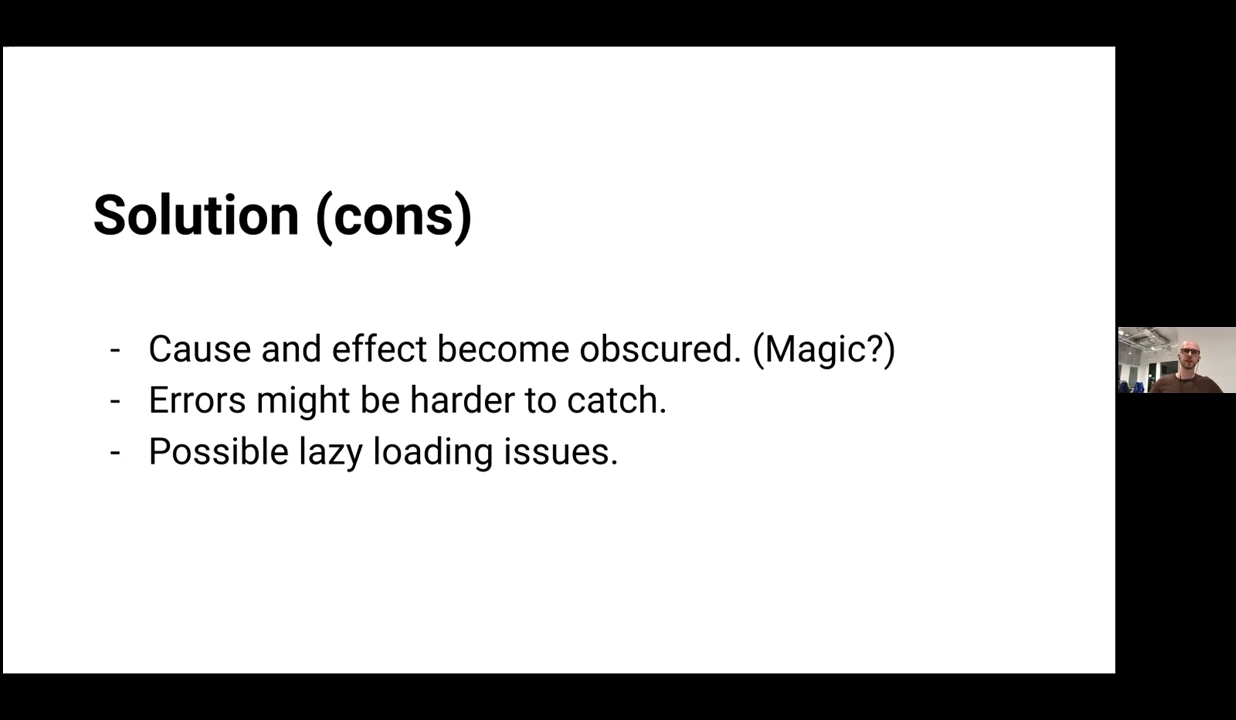 Solution (cons)
- Cause and effect become obscured. (Magic?)
- Errors might be harder to catch.
- Possible lazy loading issues.